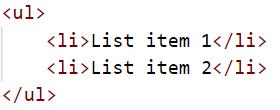 <ul>
    <li>List item 1</li>
    <li>List item 2</li>
</ul>